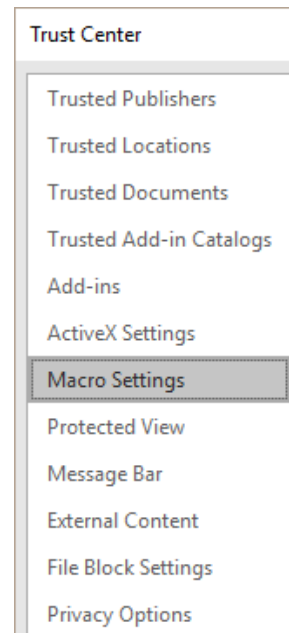 Trust Center
Trusted Publishers
Trusted Locations
Trusted Documents
Trusted Add-in Catalogs
Add-ins
ActiveX Settings
Macro Settings
Protected View
Message Bar
External Content
File Block Settings
Privacy Options